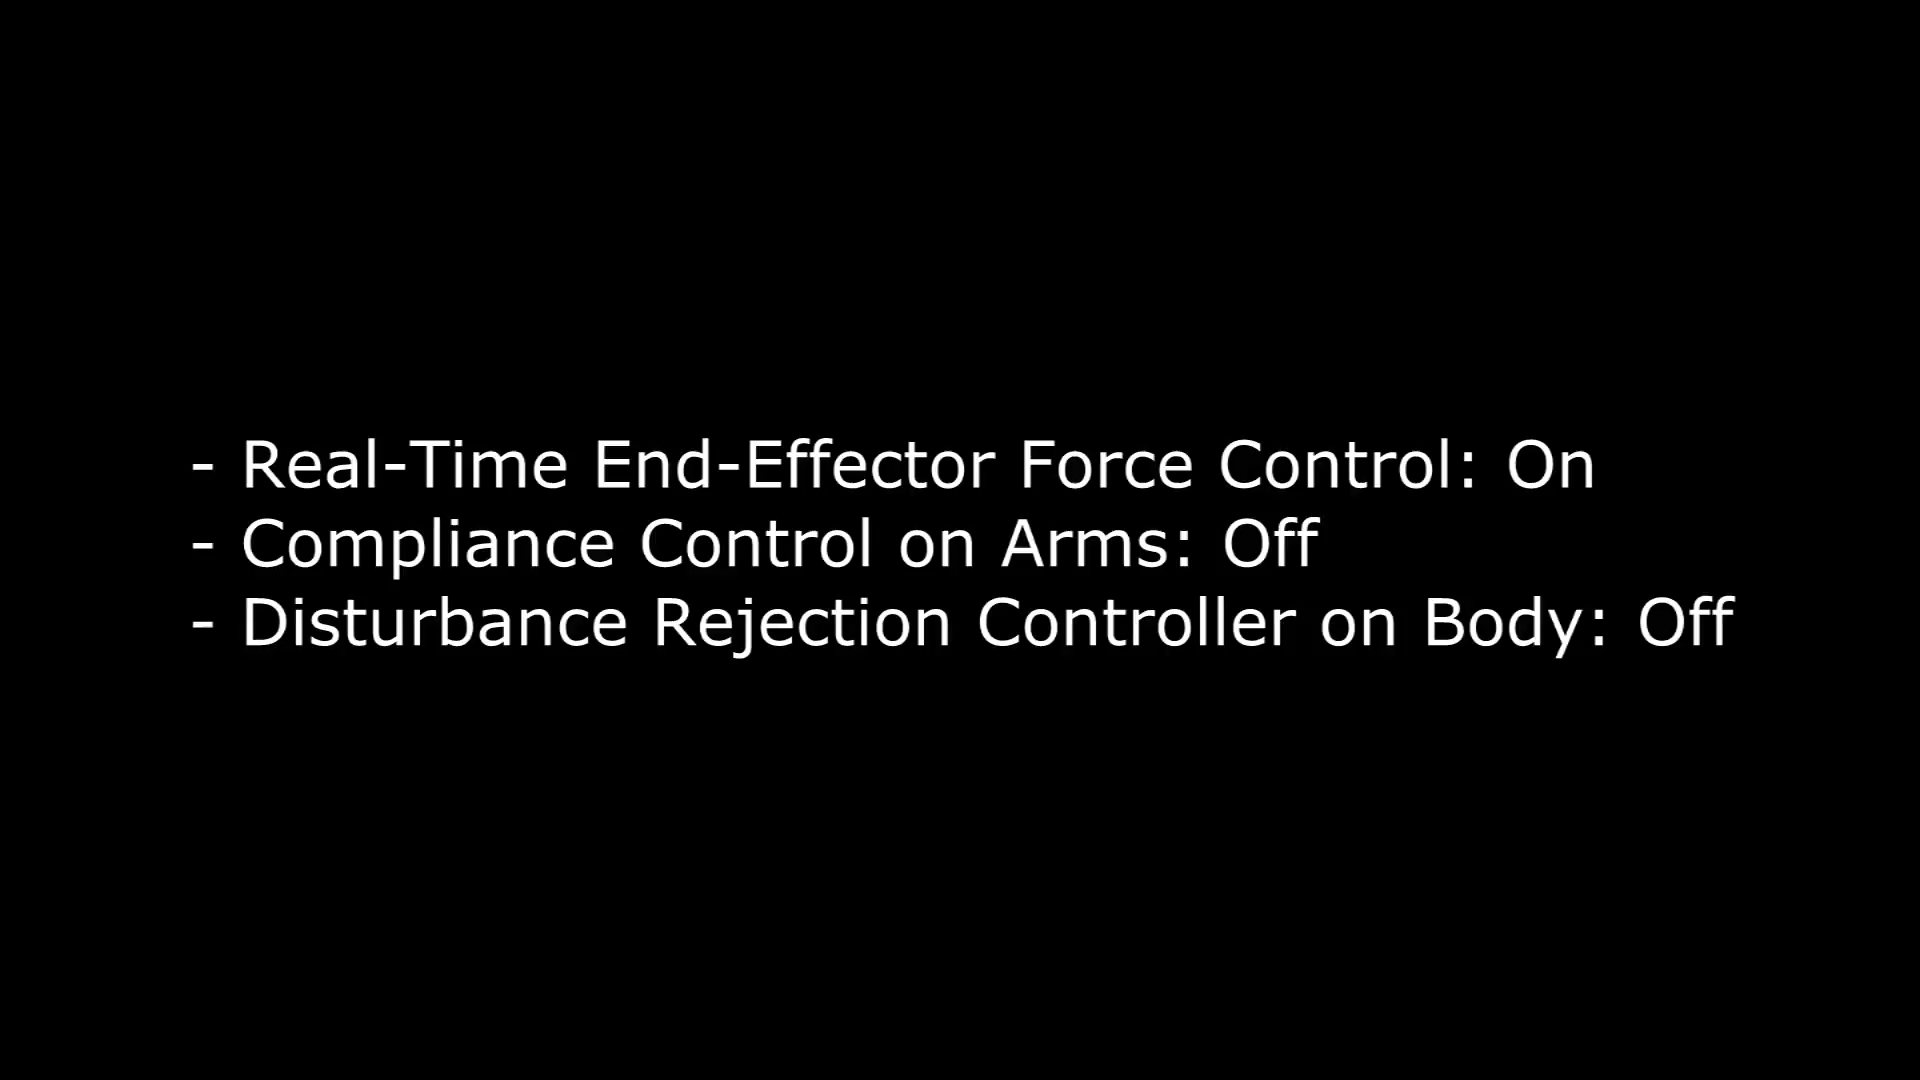 - Real-Time End-Effector Force Control: On
- Compliance Control on Arms: Off
- Disturbance Rejection Controller on Body: Off